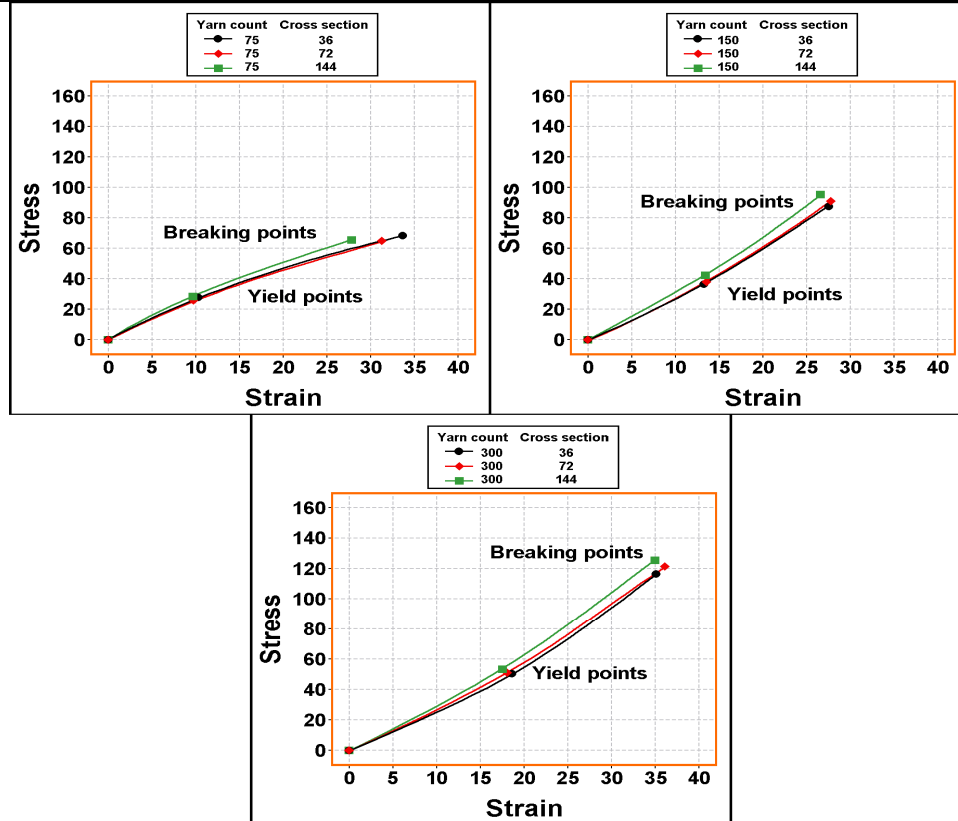 Yarn count Cross section
75 36
75 72
75 144
160
140
120
100
80
60
40
20
0
Stress
Breaking points
Yield points
0 5 10 15 20 25 30 35 40
Strain
Yarn count Cross section
150 36
150 72
150 144
160
140
120
100
80
60
40
20
0
Stress
Breaking points
Yield points
0 5 10 15 20 25 30 35 40
Strain
Yarn count Cross section
300 36
300 72
300 144
160
140
120
100
80
60
40
20
0
Stress
Breaking points
Yield points
0 5 10 15 20 25 30 35 40
Strain